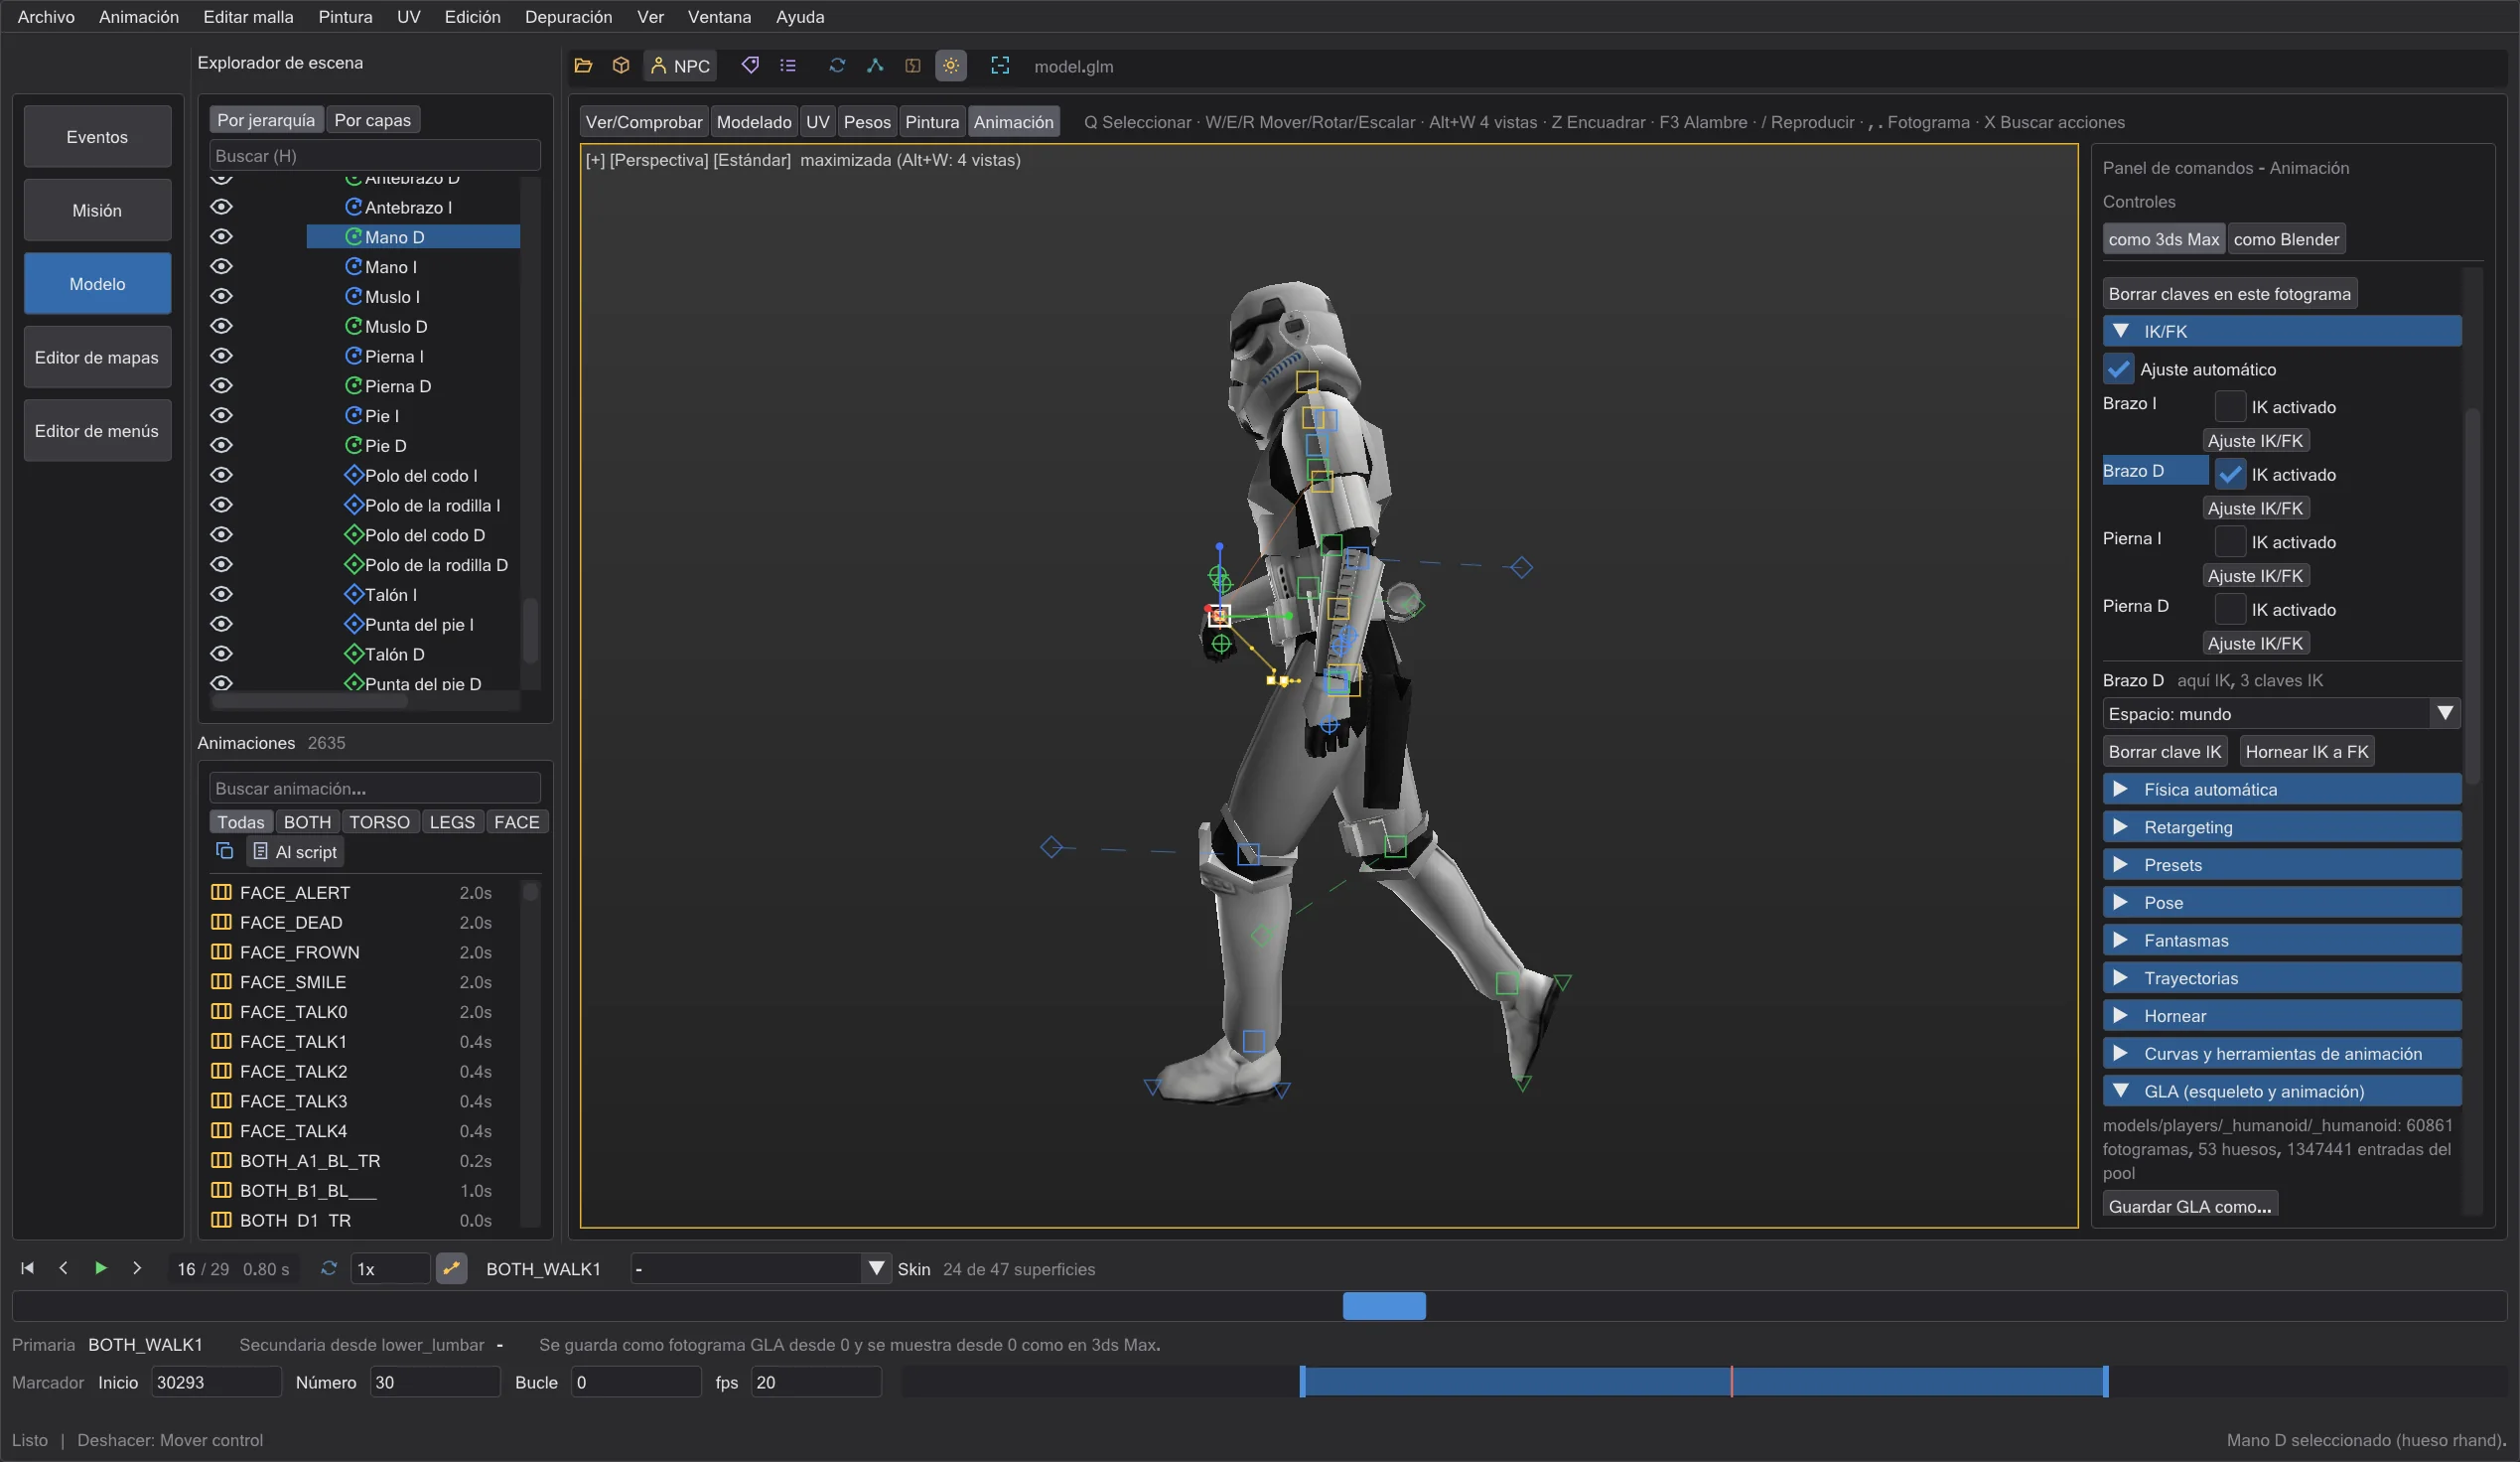 Archivo Animación Editar malla Pintura UV Edición Depuración Ver Ventana Ayuda
Explorador de escena
NPC model.glm
Eventos
Misión
Modelo
Editor de mapas
Editor de menús
Por jerarquía Por capas
Buscar (H)
Antebrazo D
Antebrazo I
Mano D
Mano I
Muslo I
Muslo D
Pierna I
Pierna D
Pie I
Pie D
Polo del codo I
Polo de la rodilla I
Polo del codo D
Polo de la rodilla D
Talón I
Punta del pie I
Talón D
Punta del pie D
Animaciones 2635
Buscar animación...
Todas BOTH TORSO LEGS FACE
Al script
FACE_ALERT 2.0s
FACE_DEAD 2.0s
FACE_FROWN 2.0s
FACE_SMILE 2.0s
FACE_TALK0 2.0s
FACE_TALK1 0.4s
FACE_TALK2 0.4s
FACE_TALK3 0.4s
FACE_TALK4 0.4s
BOTH_A1_BL_TR 0.2s
BOTH_B1_BL___ 1.0s
BOTH_D1_TR 0.0s
Ver/Comprobar Modelado UV Pesos Pintura Animación Q Seleccionar · W/E/R Mover/Rotar/Escalar · Alt+W 4 vistas · Z Encuadrar · F3 Alambre · / Reproducir · , . Fotograma · X Buscar acciones
[+] [Perspectiva] [Estándar] maximizada (Alt+W: 4 vistas)
Panel de comandos - Animación
Controles
como 3ds Max como Blender
Borrar claves en este fotograma
IK/FK
Ajuste automático
Brazo I IK activado
Ajuste IK/FK
Brazo D IK activado
Ajuste IK/FK
Pierna I IK activado
Ajuste IK/FK
Pierna D IK activado
Ajuste IK/FK
Brazo D aquí IK, 3 claves IK
Espacio: mundo
Borrar clave IK Hornear IK a FK
Física automática
Retargeting
Presets
Pose
Fantasmas
Trayectorias
Hornear
Curvas y herramientas de animación
GLA (esqueleto y animación)
models/players/_humanoid/_humanoid: 60861
fotogramas, 53 huesos, 1347441 entradas del
pool
Guardar GLA como...
16 / 29 0.80 s 1x BOTH_WALK1 - Skin 24 de 47 superficies
Primaria BOTH_WALK1 Secundaria desde lower_lumbar - Se guarda como fotograma GLA desde 0 y se muestra desde 0 como en 3ds Max.
Marcador Inicio 30293 Número 30 Bucle 0 fps 20
Listo | Deshacer: Mover control
Mano D seleccionado (hueso rhand).